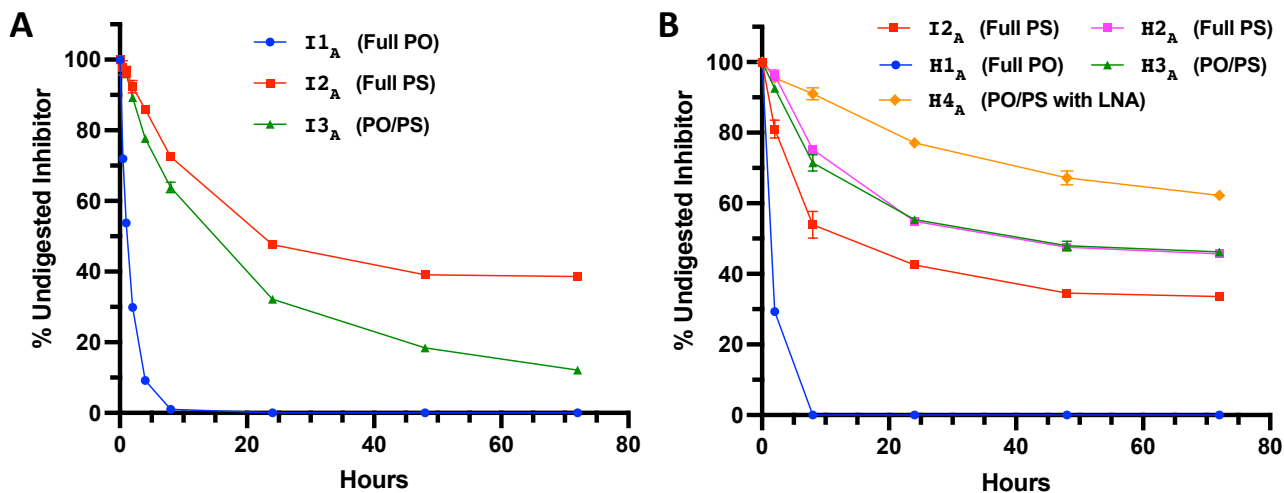 A
I1A (Full PO)
I2A (Full PS)
I3A (PO/PS)
% Undigested Inhibitor
100
80
60
40
20
0
0 20 40 60 80
Hours
B
I2A (Full PS) H2A (Full PS)
H1A (Full PO) H3A (PO/PS)
H4A (PO/PS with LNA)
% Undigested Inhibitor
100
80
60
40
20
0
0 20 40 60 80
Hours